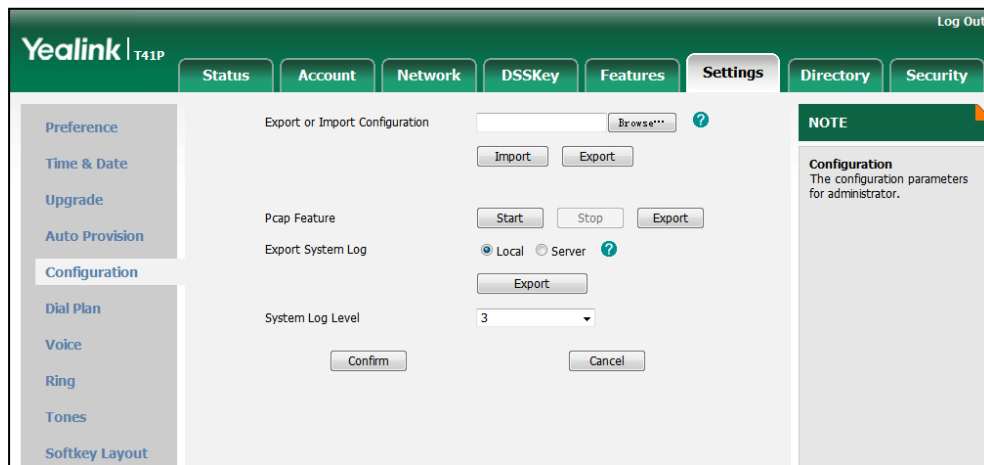 Log Out
Yealink | T41P
Status Account Network DSSKey Features Settings Directory Security
Preference
Time & Date
Upgrade
Auto Provision
Configuration
Dial Plan
Voice
Ring
Tones
Softkey Layout
Export or Import Configuration Browse... ?
Import Export
Pcap Feature Start Stop Export
Export System Log Local Server ?
Export
System Log Level 3
Confirm Cancel
NOTE
Configuration
The configuration parameters
for administrator.